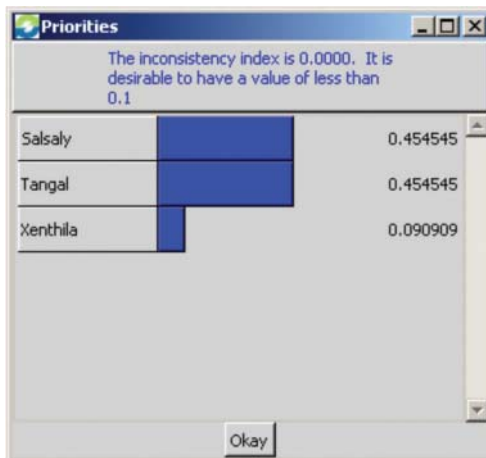 Priorities
The inconsistency index is 0.0000. It is
desirable to have a value of less than
0.1
Salsaly 0.454545
Tangal 0.454545
Xenthila 0.090909
Okay